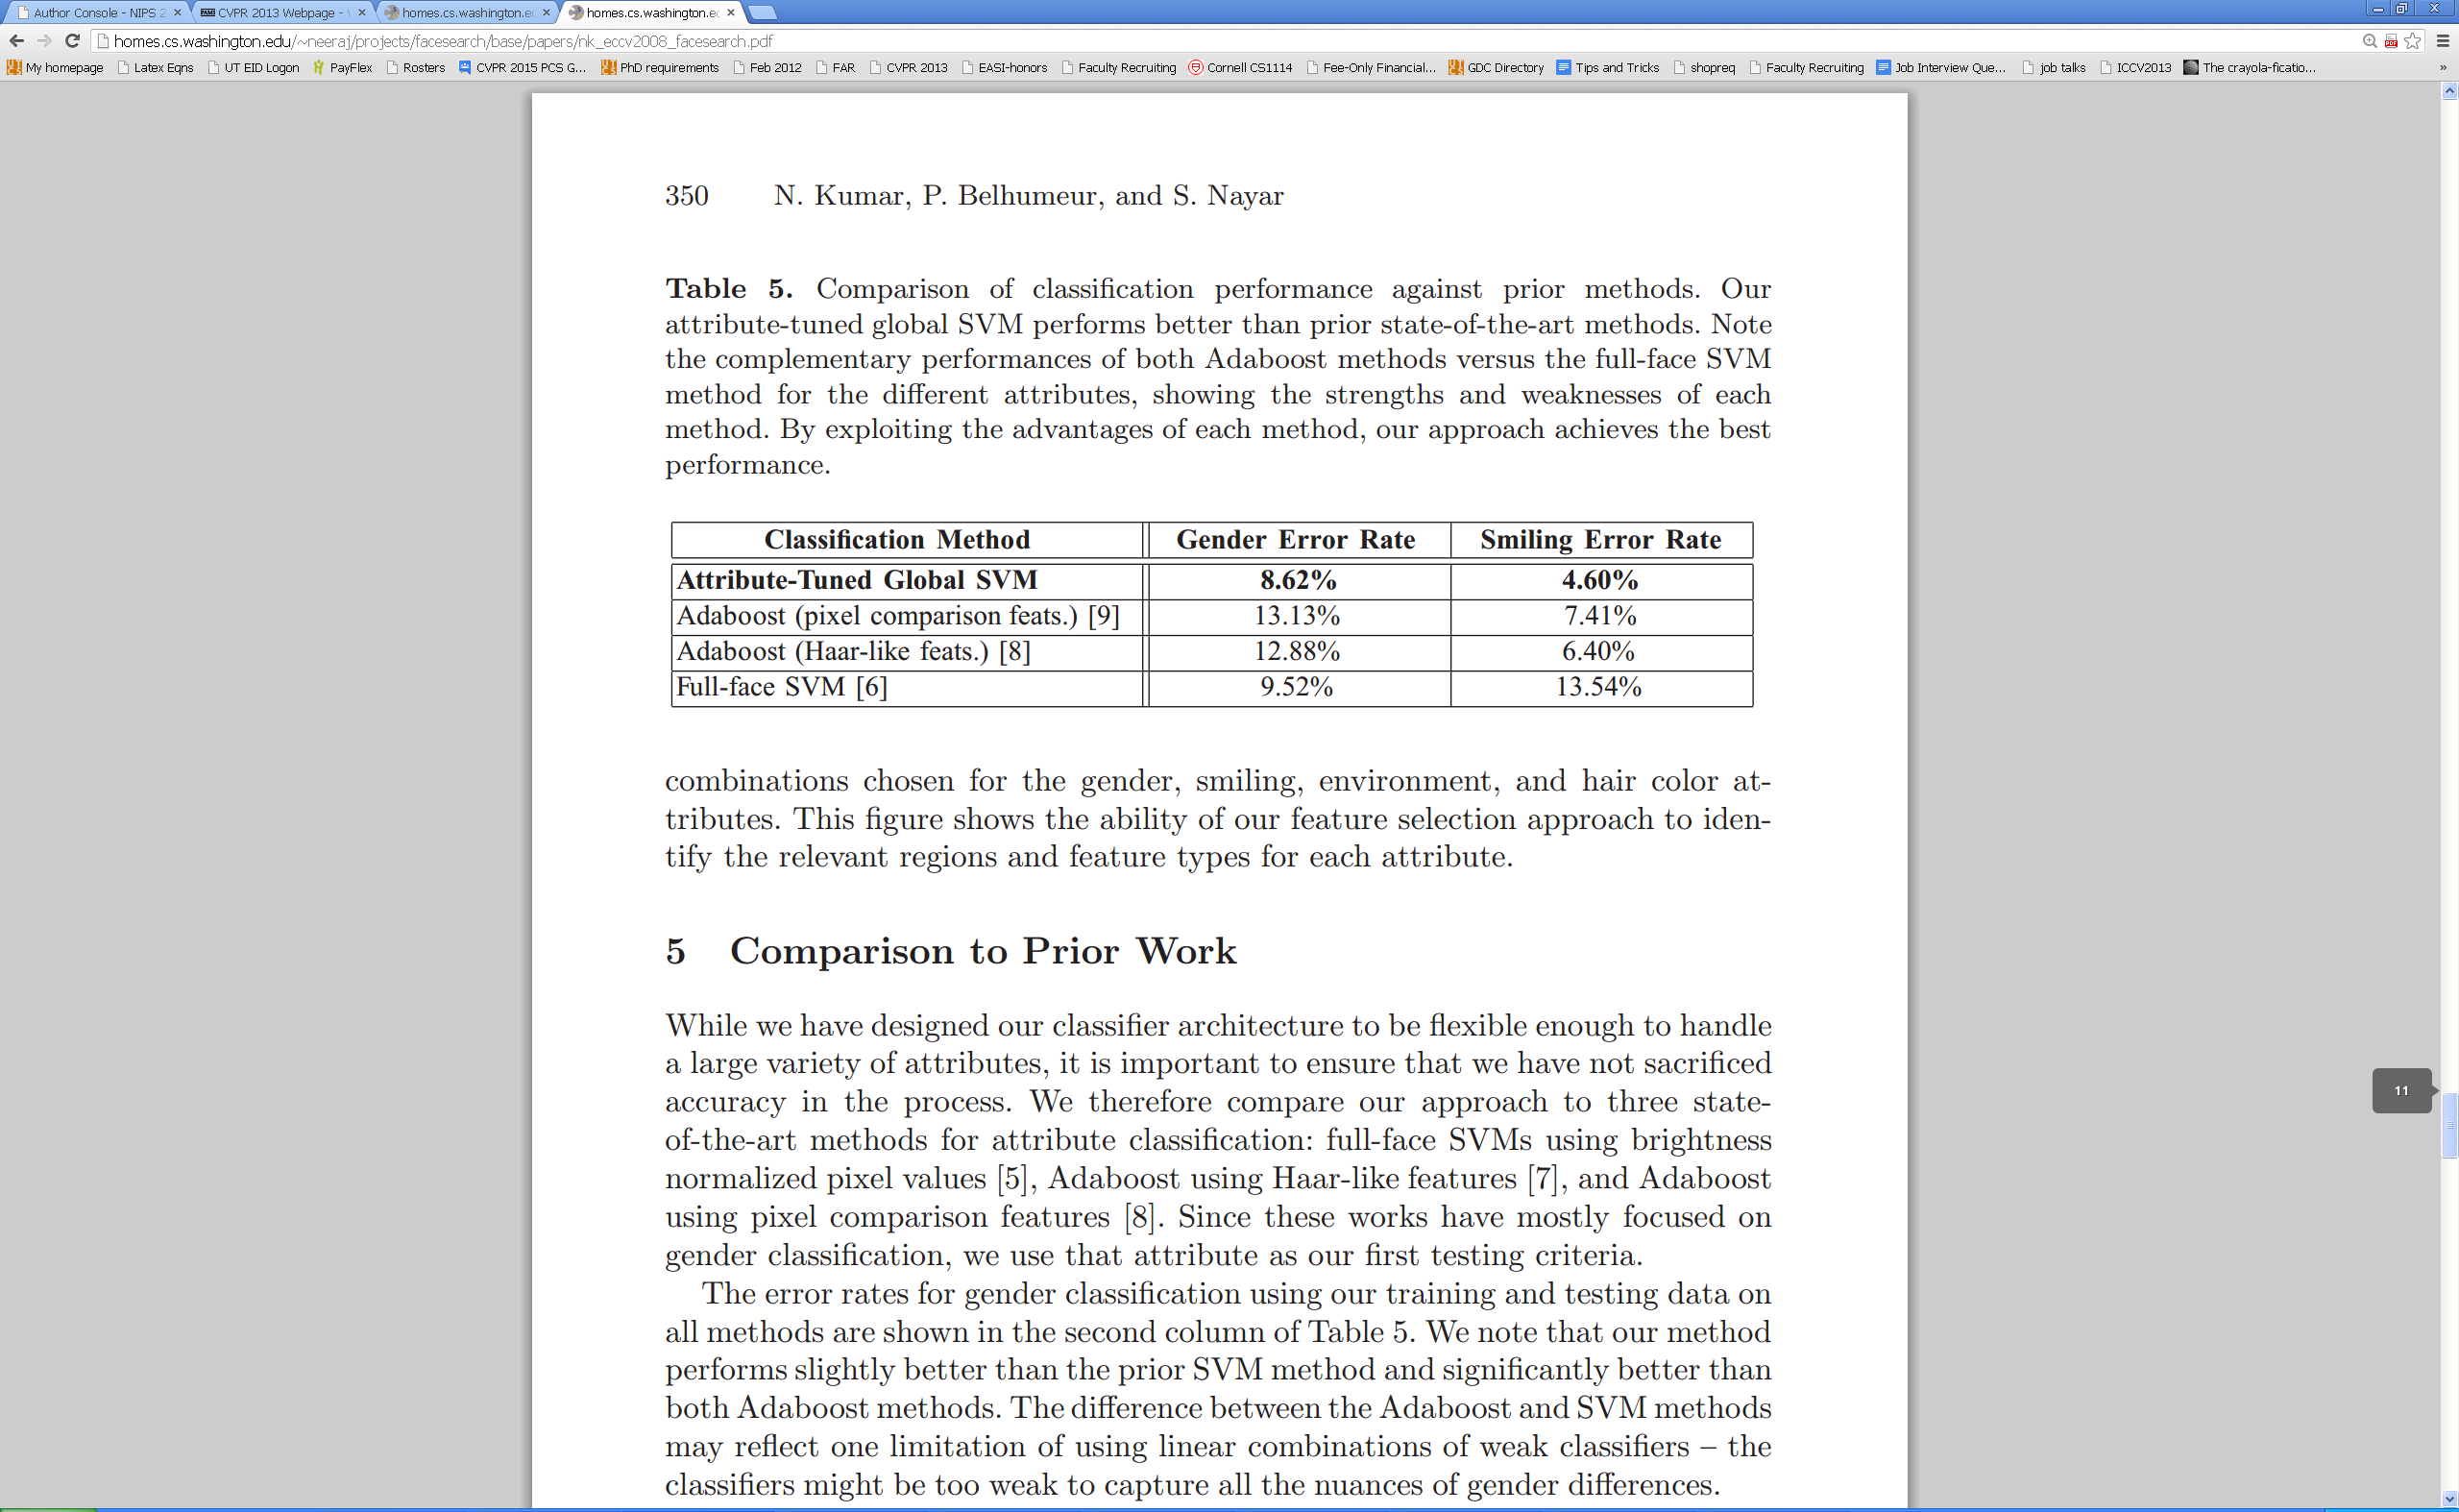 Author Console - NIPS 2
CVPR 2013 Webpage -
homes.cs.washington.ec
homes.cs.washington.ec
homes.cs.washington.edu/~neeraj/projects/facesearch/base/papers/nk_eccv2008_facesearch.pdf
My homepage Latex Eqns UT EID Logon PayFlex Rosters CVPR 2015 PCS G... PhD requirements Feb 2012 FAR CVPR 2013 EASI-honors Faculty Recruiting Cornell CS1114 Fee-Only Financial... GDC Directory Tips and Tricks shopreq Faculty Recruiting Job Interview Que... job talks ICCV2013 The crayola-ficatio... »
350 N. Kumar, P. Belhumeur, and S. Nayar
Table 5. Comparison of classification performance against prior methods. Our
attribute-tuned global SVM performs better than prior state-of-the-art methods. Note
the complementary performances of both Adaboost methods versus the full-face SVM
method for the different attributes, showing the strengths and weaknesses of each
method. By exploiting the advantages of each method, our approach achieves the best
performance.
Classification Method Gender Error Rate Smiling Error Rate
Attribute-Tuned Global SVM 8.62% 4.60%
Adaboost (pixel comparison feats.) [9] 13.13% 7.41%
Adaboost (Haar-like feats.) [8] 12.88% 6.40%
Full-face SVM [6] 9.52% 13.54%
combinations chosen for the gender, smiling, environment, and hair color at-
tributes. This figure shows the ability of our feature selection approach to iden-
tify the relevant regions and feature types for each attribute.
5 Comparison to Prior Work
While we have designed our classifier architecture to be flexible enough to handle
a large variety of attributes, it is important to ensure that we have not sacrificed
accuracy in the process. We therefore compare our approach to three state-
of-the-art methods for attribute classification: full-face SVMs using brightness
normalized pixel values [5], Adaboost using Haar-like features [7], and Adaboost
using pixel comparison features [8]. Since these works have mostly focused on
gender classification, we use that attribute as our first testing criteria.
The error rates for gender classification using our training and testing data on
all methods are shown in the second column of Table 5. We note that our method
performs slightly better than the prior SVM method and significantly better than
both Adaboost methods. The difference between the Adaboost and SVM methods
may reflect one limitation of using linear combinations of weak classifiers – the
classifiers might be too weak to capture all the nuances of gender differences.
11